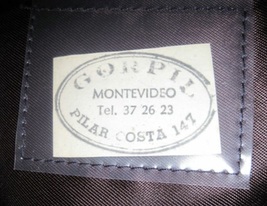 GORPIL
MONTEVIDEO
Tel. 37 26 23
PILAR COSTA 147